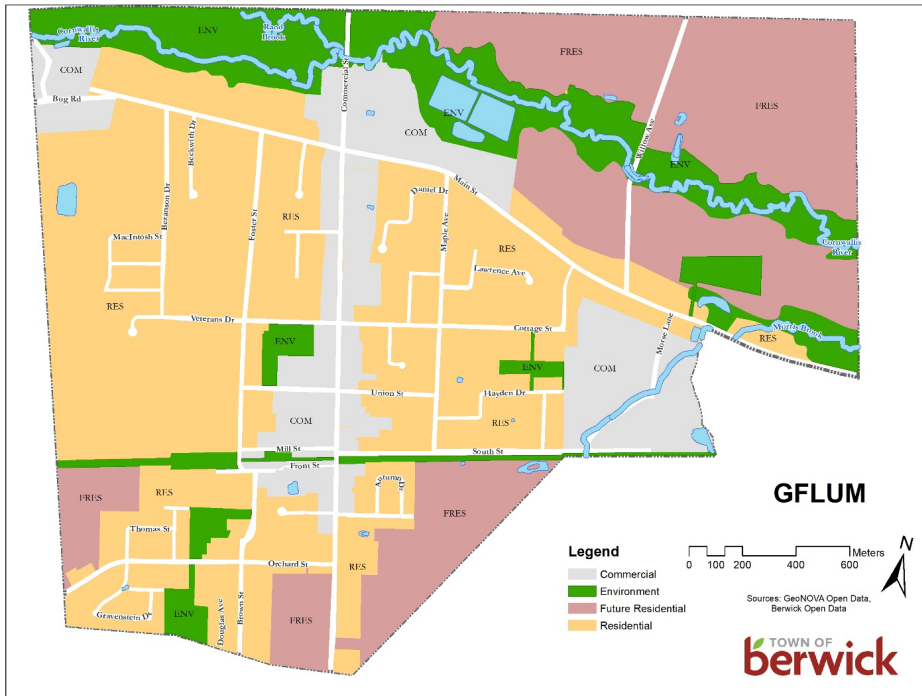 ENV
Rand
Brook
Cornwallis
River
COM
Bog Rd
Beckwith Dr
Bezanson Dr
Foster St
Commercial St
COM
ENV
FRES
FRES
Willow Ave
ENV
Main St
Daniel Dr
Maple Ave
RES
RES
MacIntosh St
Lawrence Ave
RES
Veterans Dr
Cottage St
Cornwallis
River
Morse Lane
Morris Brook
RES
ENV
ENV
COM
Union St
Hayden Dr
RES
COM
Mill St
South St
Front St
FRES
RES
Autumn Dr
FRES
Thomas St
Orchard St
RES
Gravenstein Dr
ENV
Douglas Ave
Brown St
FRES
GFLUM
Legend
Commercial
Environment
Future Residential
Residential
0 100 200 400 600 Meters
N
Sources: GeoNOVA Open Data,
Berwick Open Data
TOWN OF
berwick